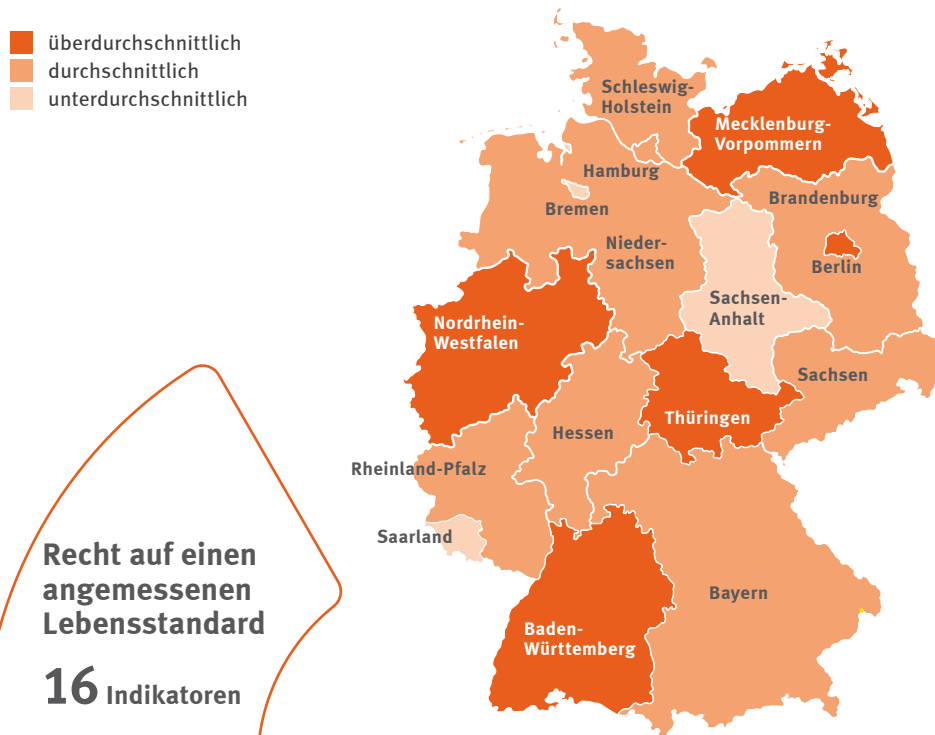 überdurchschnittlich
durchschnittlich
unterdurchschnittlich
Schleswig-
Holstein
Mecklenburg-
Vorpommern
Hamburg
Brandenburg
Bremen
Nieder-
sachsen
Berlin
Sachsen-
Anhalt
Nordrhein-
Westfalen
Sachsen
Thüringen
Hessen
Rheinland-Pfalz
Saarland
Bayern
Baden-
Württemberg
Recht auf einen
angemessenen
Lebensstandard
16 Indikatoren